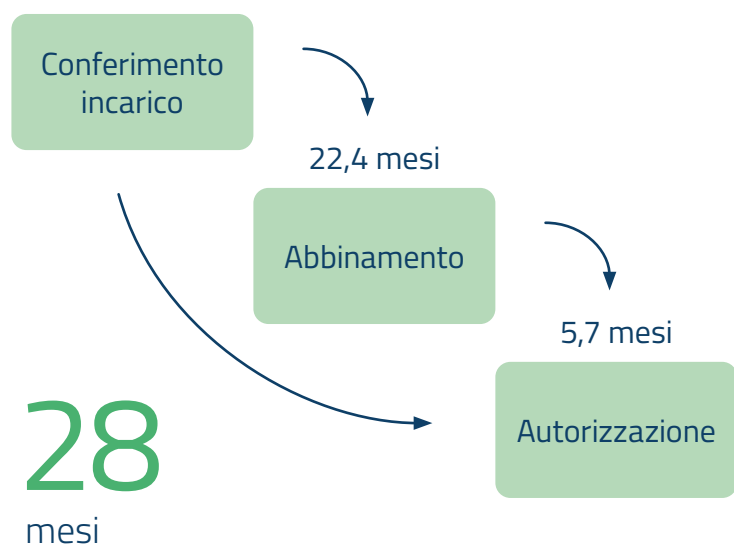 Conferimento
incarico
22,4 mesi
Abbinamento
5,7 mesi
Autorizzazione
28
mesi